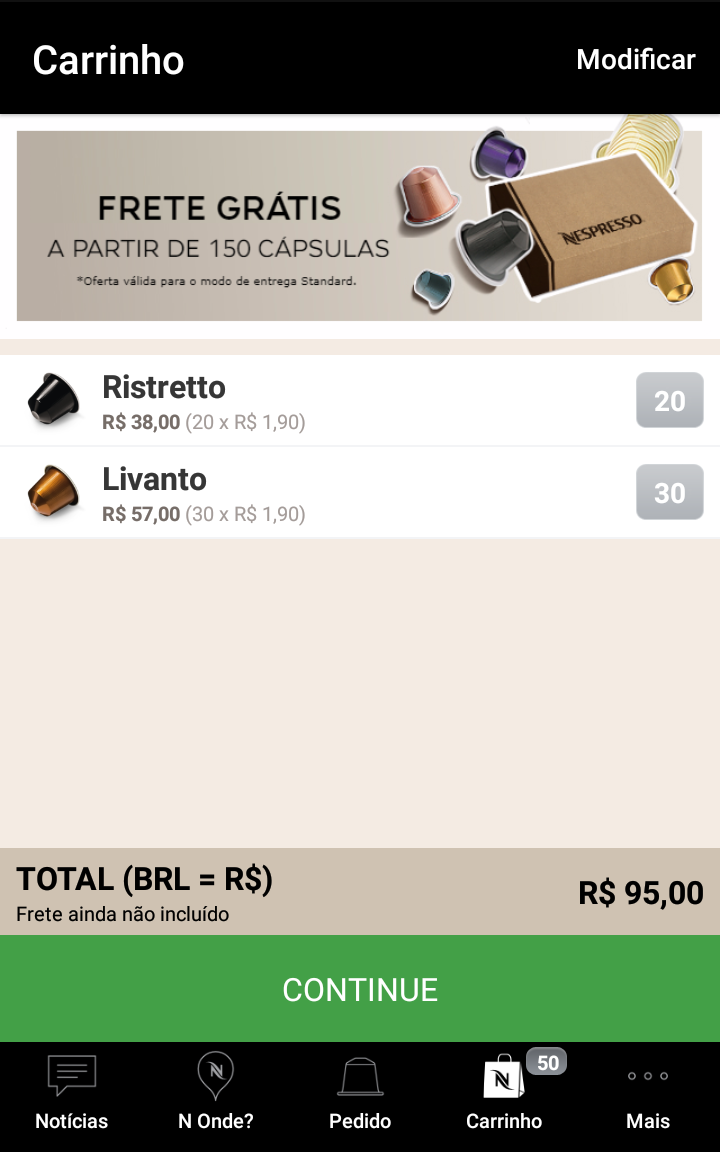 Carrinho
Modificar
FRETE GRÁTIS
A PARTIR DE 150 CÁPSULAS
*Oferta válida para o modo de entrega Standard.
NESPRESSO
Ristretto
20
R$ 38,00 (20 x R$ 1,90)
Livanto
30
R$ 57,00 (30 x R$ 1,90)
TOTAL (BRL = R$)
R$ 95,00
Frete ainda não incluído
CONTINUE
N
N
50
Notícias
N Onde?
Pedido
Carrinho
Mais